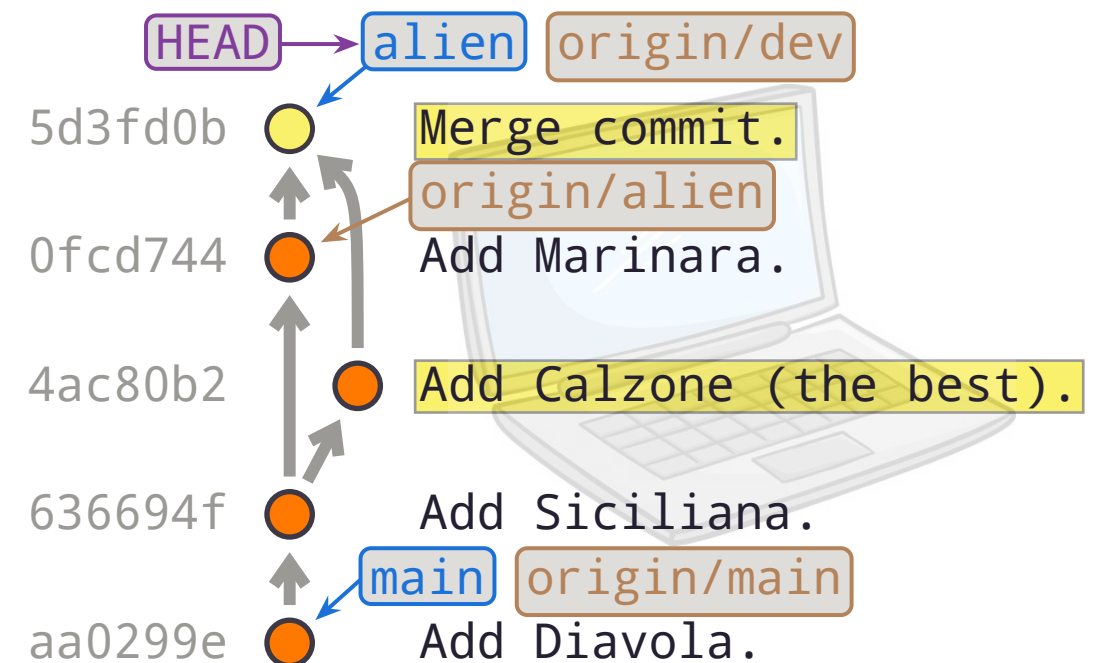 HEAD alien origin/dev
5d3fd0b Merge commit.
origin/alien
0fcd744 Add Marinara.
4ac80b2 Add Calzone (the best).
636694f Add Siciliana.
main origin/main
aa0299e Add Diavola.